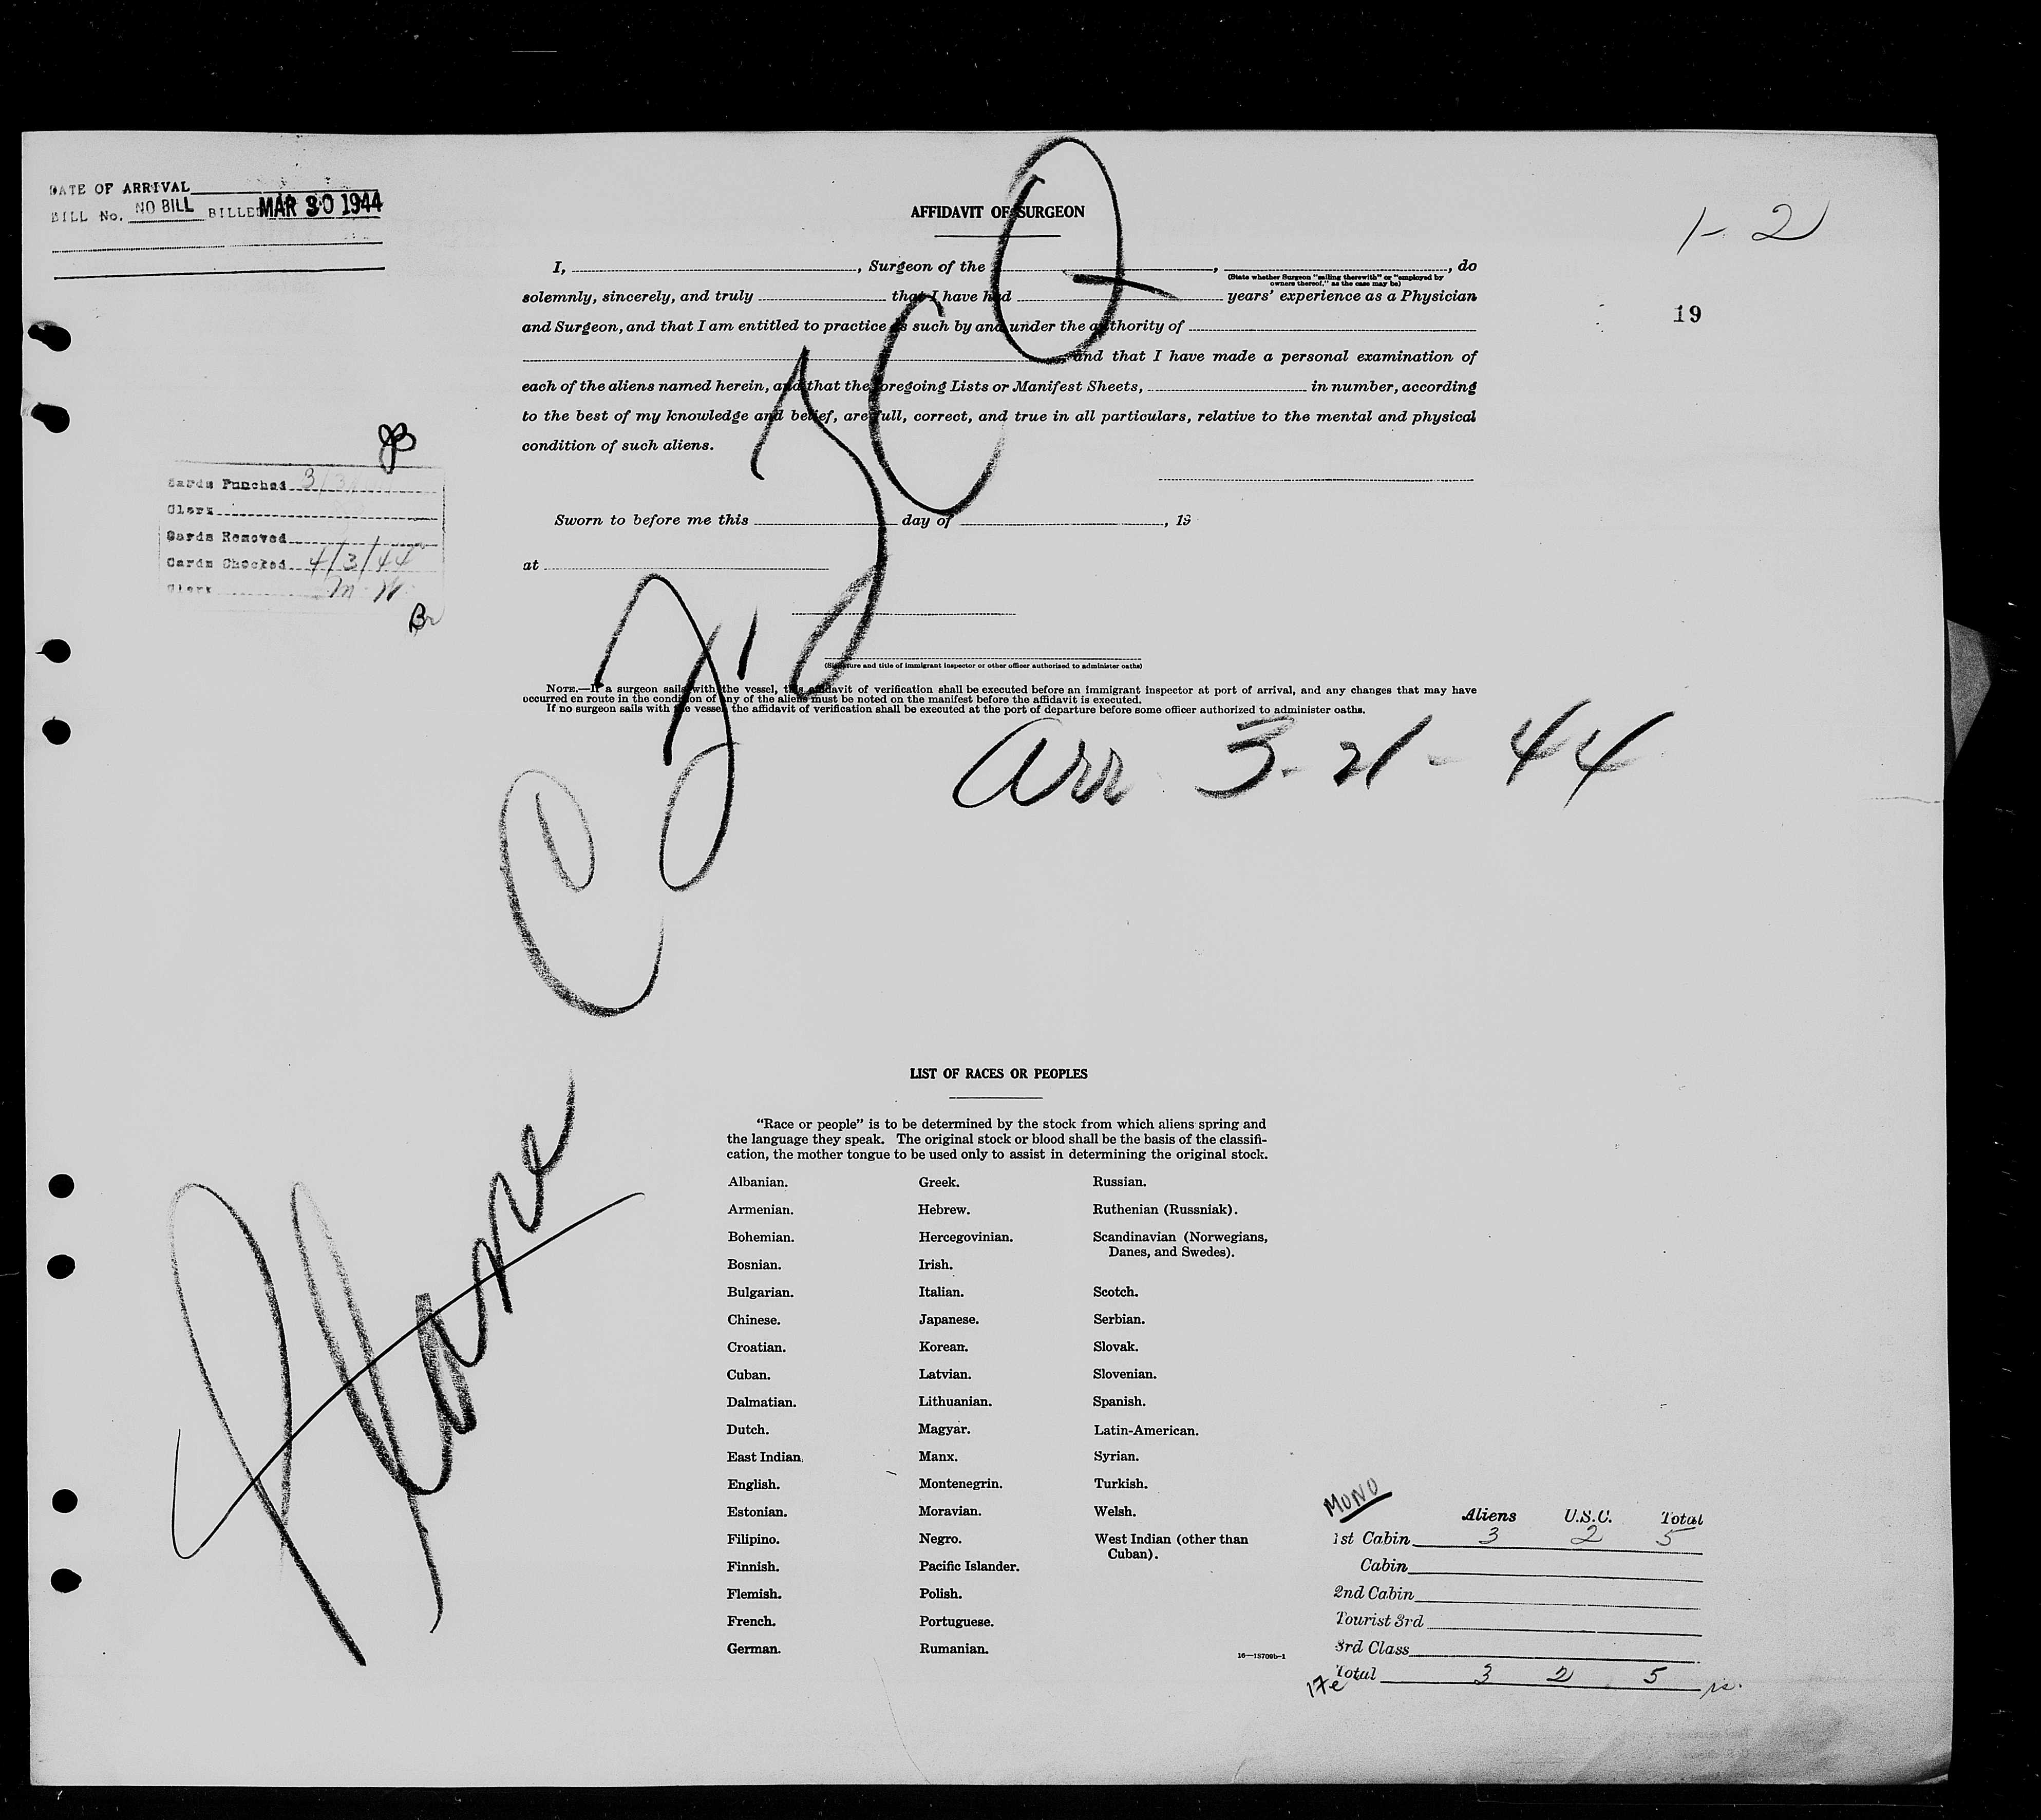 DATE OF ARRIVAL
BILL No. NO BILL BILLED MAR 30 1944
AFFIDAVIT OF SURGEON
1-2
19
I, , Surgeon of the , , do
(State whether Surgeon "sailing therewith" or "employed by
owners thereof," as the case may be)
solemnly, sincerely, and truly that I have had years' experience as a Physician
and Surgeon, and that I am entitled to practice as such by and under the authority of
and that I have made a personal examination of
each of the aliens named herein, and that the foregoing Lists or Manifest Sheets, in number, according
to the best of my knowledge and belief, are full, correct, and true in all particulars, relative to the mental and physical
condition of such aliens.
JB
Cards Punched
Clerk
Cards Removed
Cards Checked 4/3/44
Clerk
Br
Sworn to before me this day of , 19
at
(Signature and title of immigrant inspector or other officer authorized to administer oaths)
NOTE.—If a surgeon sails with the vessel, this affidavit of verification shall be executed before an immigrant inspector at port of arrival, and any changes that may have
occurred en route in the condition of any of the aliens must be noted on the manifest before the affidavit is executed.
If no surgeon sails with the vessel the affidavit of verification shall be executed at the port of departure before some officer authorized to administer oaths.
Arr 3-21-44
Plane
LIST OF RACES OR PEOPLES
"Race or people" is to be determined by the stock from which aliens spring and
the language they speak. The original stock or blood shall be the basis of the classifi-
cation, the mother tongue to be used only to assist in determining the original stock.
Albanian.
Armenian.
Bohemian.
Bosnian.
Bulgarian.
Chinese.
Croatian.
Cuban.
Dalmatian.
Dutch.
East Indian.
English.
Estonian.
Filipino.
Finnish.
Flemish.
French.
German.
Greek.
Hebrew.
Hercegovinian.
Irish.
Italian.
Japanese.
Korean.
Latvian.
Lithuanian.
Magyar.
Manx.
Montenegrin.
Moravian.
Negro.
Pacific Islander.
Polish.
Portuguese.
Rumanian.
Russian.
Ruthenian (Russniak).
Scandinavian (Norwegians,
Danes, and Swedes).
Scotch.
Serbian.
Slovak.
Slovenian.
Spanish.
Latin-American.
Syrian.
Turkish.
Welsh.
West Indian (other than
Cuban).
16—15709b-1
MONO
Aliens U.S.C. Total
1st Cabin 3 2 5
Cabin
2nd Cabin
Tourist 3rd
3rd Class
Total 3 2 5
17e